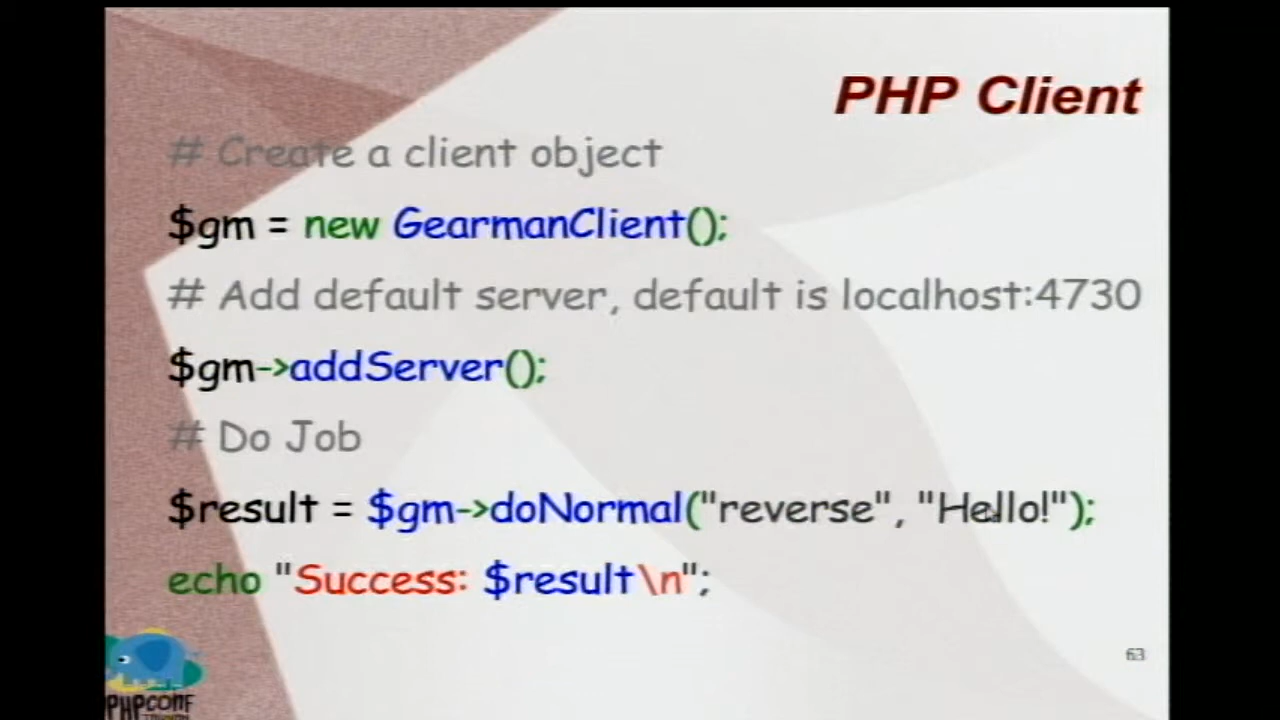 PHP Client
# Create a client object
$gm = new GearmanClient();
# Add default server, default is localhost:4730
$gm->addServer();
# Do Job
$result = $gm->doNormal("reverse", "Hello!");
echo "Success: $result\n";
63
PHPCONF